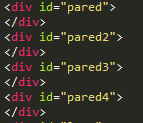 <div id="pared">
</div>
<div id="pared2">
</div>
<div id="pared3">
</div>
<div id="pared4">
</div>